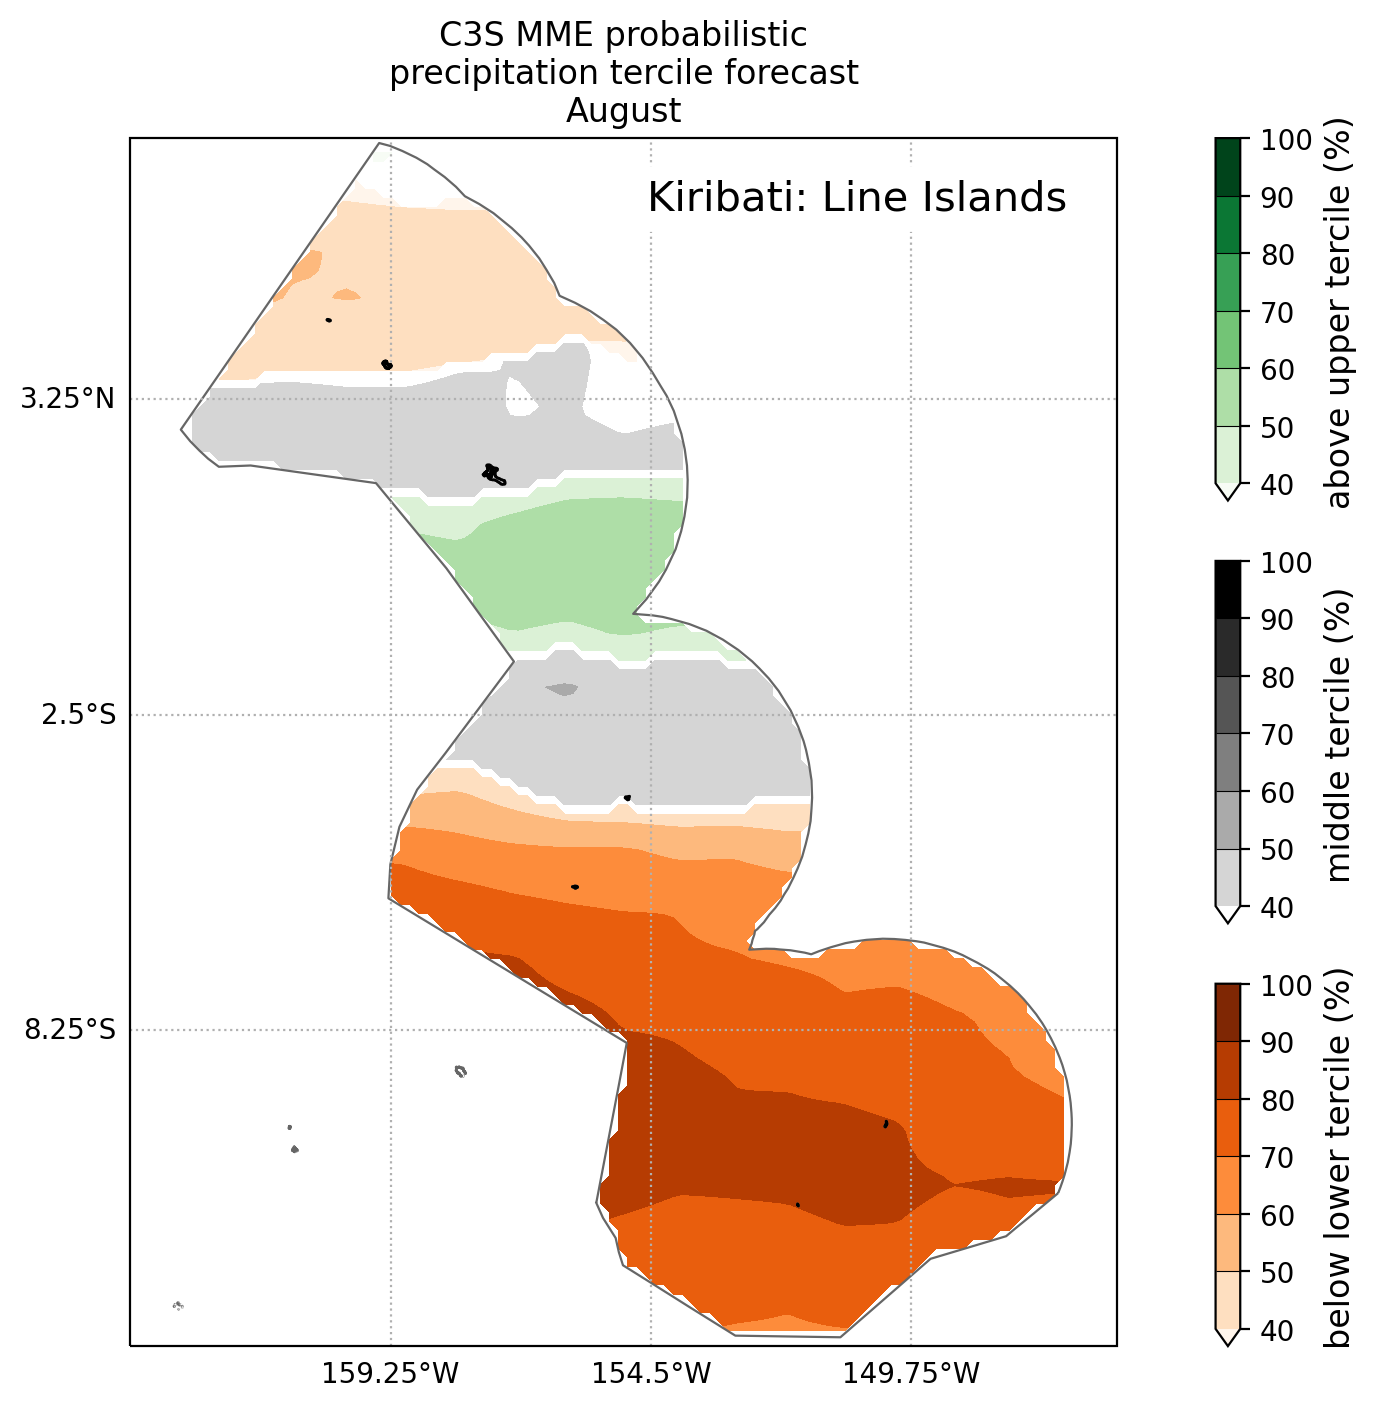 C3S MME probabilistic
precipitation tercile forecast
August
Kiribati: Line Islands
3.25°N
2.5°S
8.25°S
159.25°W
154.5°W
149.75°W
100
90
80
70
60
50
40
above upper tercile (%)
100
90
80
70
60
50
40
middle tercile (%)
100
90
80
70
60
50
40
below lower tercile (%)